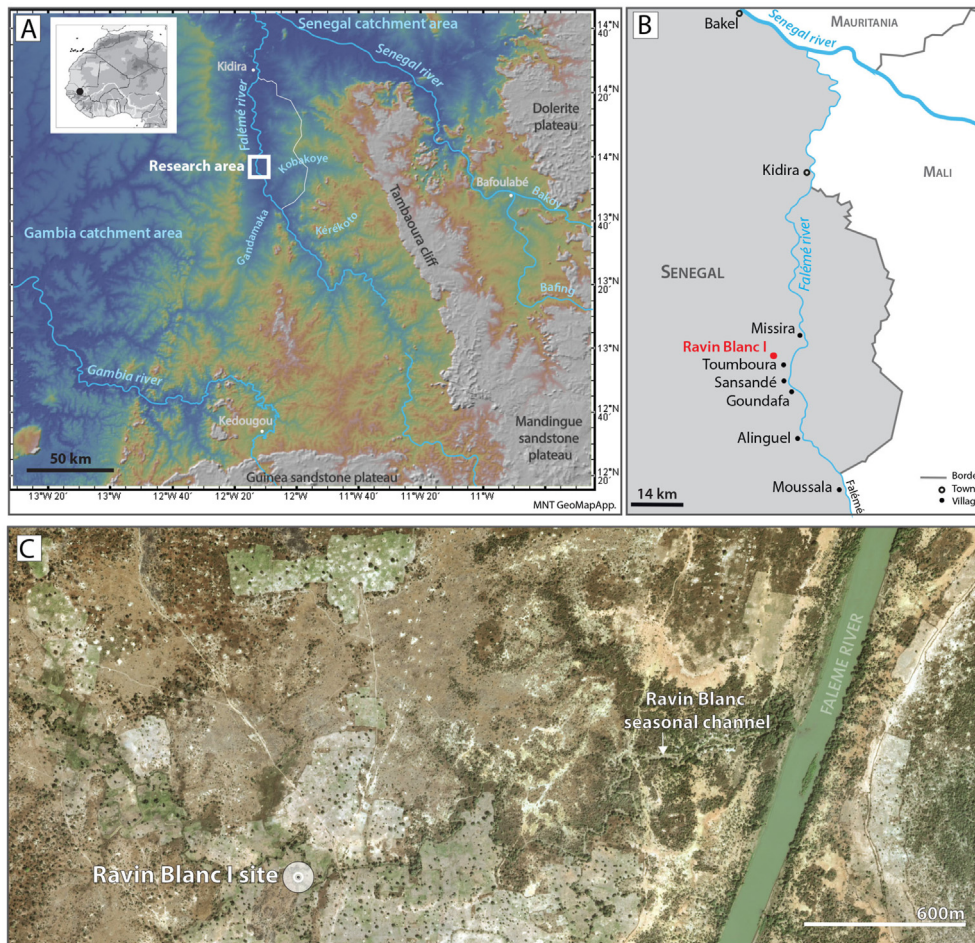 A
Senegal catchment area
Senegal river
Kidira
Falémé river
Research area
Kobokoye
Dolerite
plateau
Tambaoura cliff
Bafoulabé
Bakoy
Gambia catchment area
Gandamaka
Kérékoto
Bafing
Gambia river
Kedougou
50 km
Mandingue
sandstone
plateau
Guinea sandstone plateau
14°N
40'
14°N
20'
14°N
13°N
40'
13°N
20'
13°N
12°N
40'
12°N
20'
13°W 20'
13°W
12°W 40'
12°W 20'
12°W
11°W 40'
11°W 20'
11°W
MNT GeoMapApp.
B
Bakel
MAURITANIA
Senegal river
Kidira
MALI
Falémé river
SENEGAL
Missira
Ravin Blanc I
Toumboura
Sansandé
Goundafa
Alinguel
Moussala
Falémé
14 km
Borde
Town
Villag
C
Ravin Blanc
seasonal channel
FALEME RIVER
Ravin Blanc I site
600m